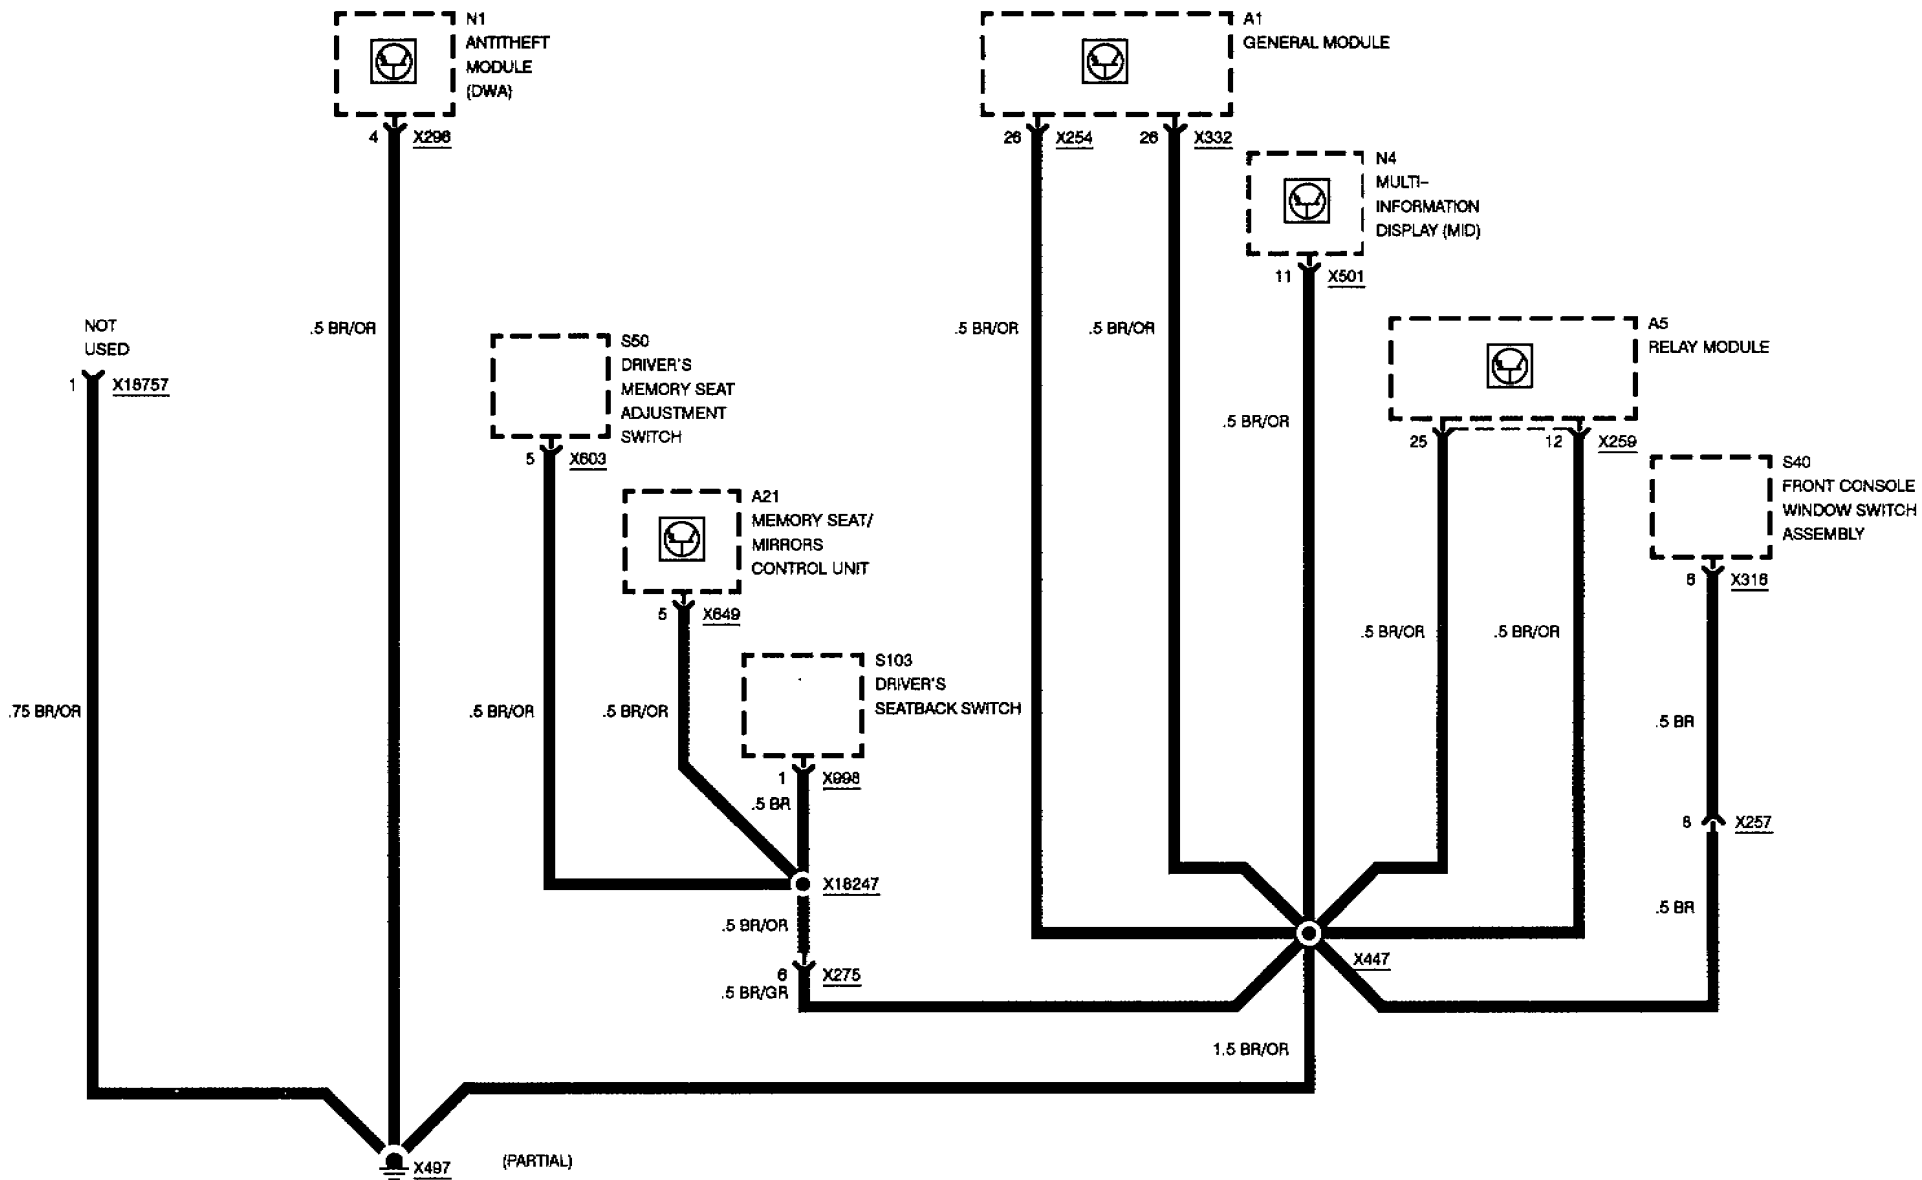 N1
ANTITHEFT
MODULE
(DWA)
4 X296
A1
GENERAL MODULE
26 X254
26 X332
N4
MULTI–
INFORMATION
DISPLAY (MID)
11 X501
.5 BR/OR
.5 BR/OR
.5 BR/OR
NOT
USED
1 X18757
S50
DRIVER'S
MEMORY SEAT
ADJUSTMENT
SWITCH
5 X603
A5
RELAY MODULE
25
12 X259
.5 BR/OR
S40
FRONT CONSOLE
WINDOW SWITCH
ASSEMBLY
X318
A21
MEMORY SEAT/
MIRRORS
CONTROL UNIT
5 X649
.5 BR/OR
.5 BR/OR
S103
DRIVER'S
SEATBACK SWITCH
1 X998
.75 BR/OR
.5 BR/OR
.5 BR/OR
.5 BR
.5 BR
X257
X18247
.5 BR/OR
.5 BR
6 X275
.5 BR/GR
X447
1.5 BR/OR
X497
(PARTIAL)